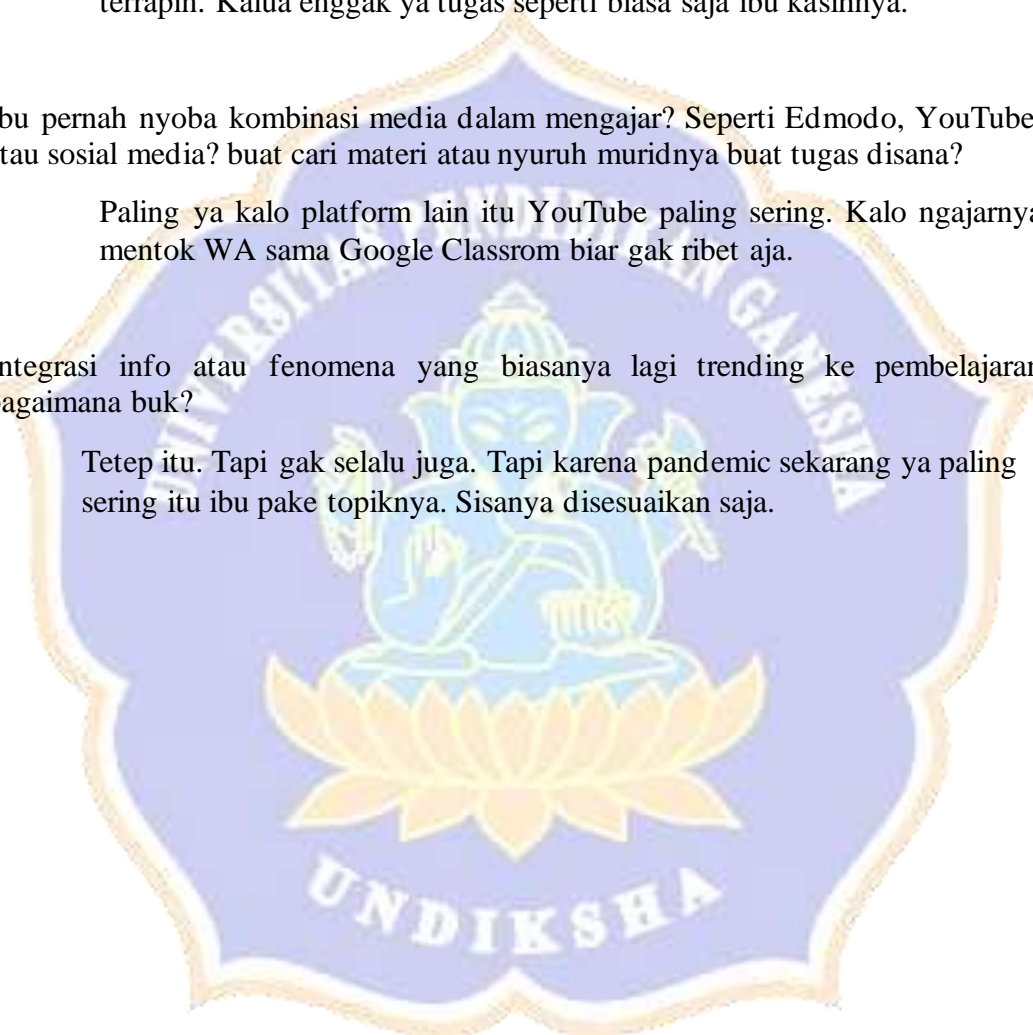 terrapin. Kalua enggak ya tugas seperti biasa saja ibu kasihnya.
bu pernah nyoba kombinasi media dalam mengajar? Seperti Edmodo, YouTube
tau sosial media? buat cari materi atau nyuruh muridnya buat tugas disana?
Paling ya kalo platform lain itu YouTube paling sering. Kalo ngajarnya
mentok WA sama Google Classrom biar gak ribet aja.
ntegrasi info atau fenomena yang biasanya lagi trending ke pembelajaran
bagaimana buk?
Tetep itu. Tapi gak selalu juga. Tapi karena pandemic sekarang ya paling
sering itu ibu pake topiknya. Sisanya disesuaikan saja.
UNIVERSITAS PENDIDIKAN GANESHA
UNDIKSHA